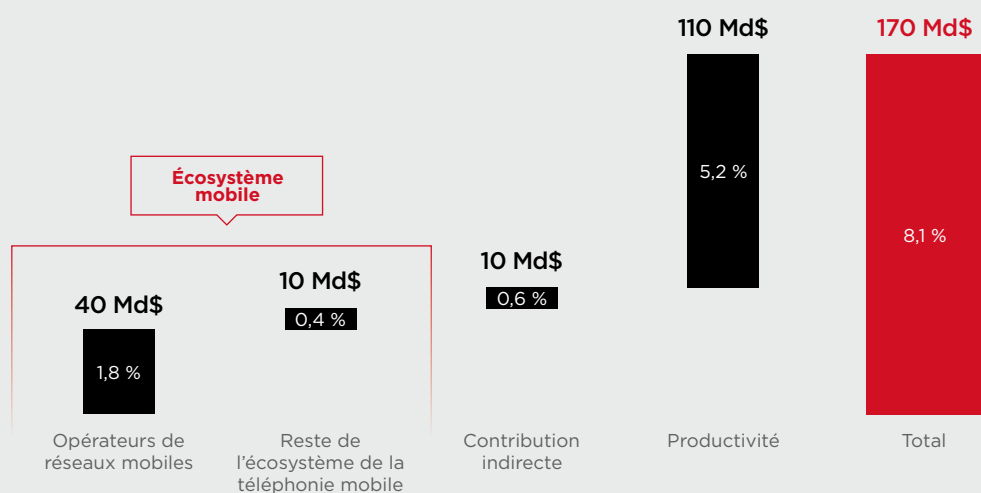 110 Md$
170 Md$
5,2 %
Écosystème
mobile
8,1 %
10 Md$
10 Md$
40 Md$
0,6 %
0,4 %
1,8 %
Opérateurs de
réseaux mobiles
Reste de
l'écosystème de la
téléphonie mobile
Contribution
indirecte
Productivité
Total